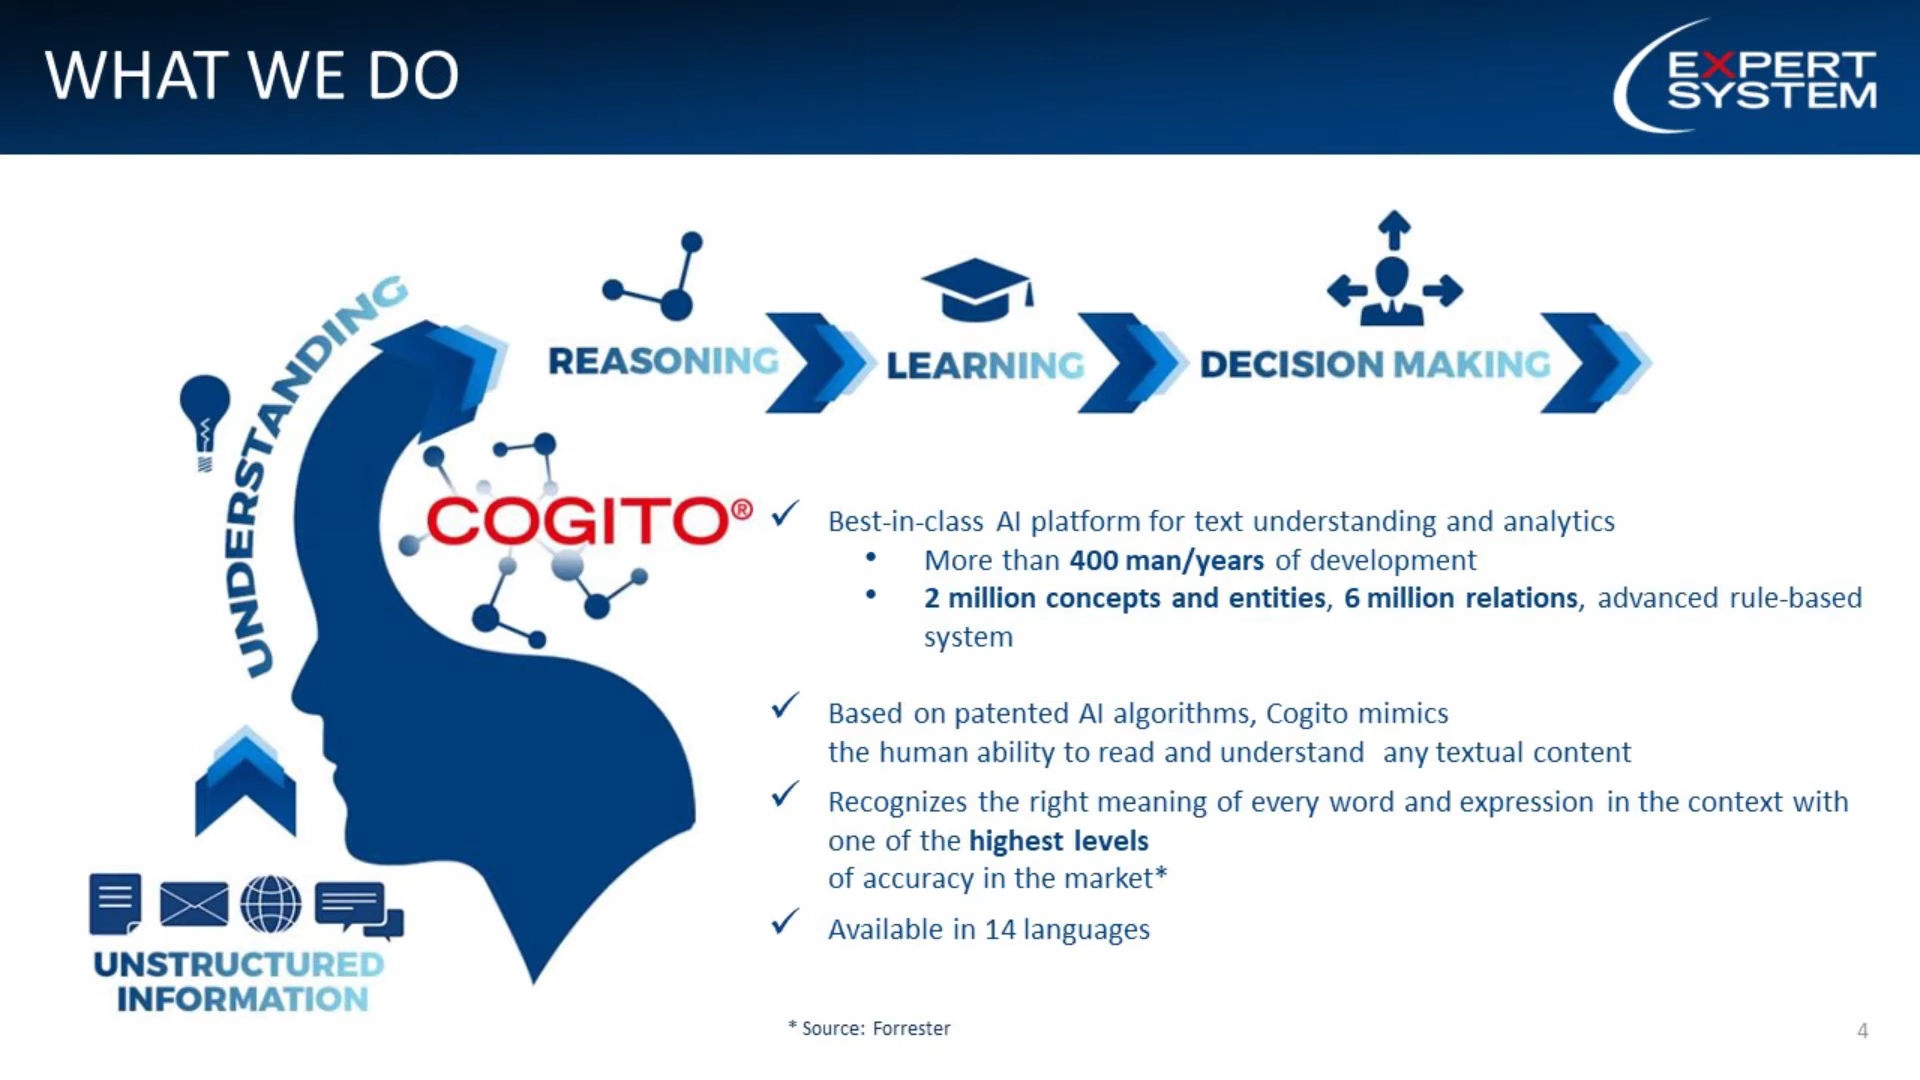 WHAT WE DO
EXPERT
SYSTEM
UNDERSTANDING
REASONING
LEARNING
DECISION MAKING
COGITO®
✓ Best-in-class AI platform for text understanding and analytics
• More than 400 man/years of development
• 2 million concepts and entities, 6 million relations, advanced rule-based
system
✓ Based on patented AI algorithms, Cogito mimics
the human ability to read and understand any textual content
✓ Recognizes the right meaning of every word and expression in the context with
one of the highest levels
of accuracy in the market*
✓ Available in 14 languages
UNSTRUCTURED
INFORMATION
* Source: Forrester
4